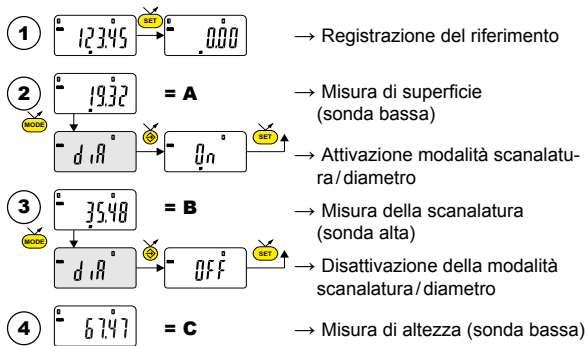 1 123.45 SET 0.00 → Registrazione del riferimento
2 19.32 = A → Misura di superficie
(sonda bassa)
MODE
diA On SET → Attivazione modalità scanalatu-
ra/diametro
3 35.48 = B → Misura della scanalatura
(sonda alta)
MODE
diA OFF SET → Disattivazione della modalità
scanalatura/diametro
4 67.47 = C → Misura di altezza (sonda bassa)